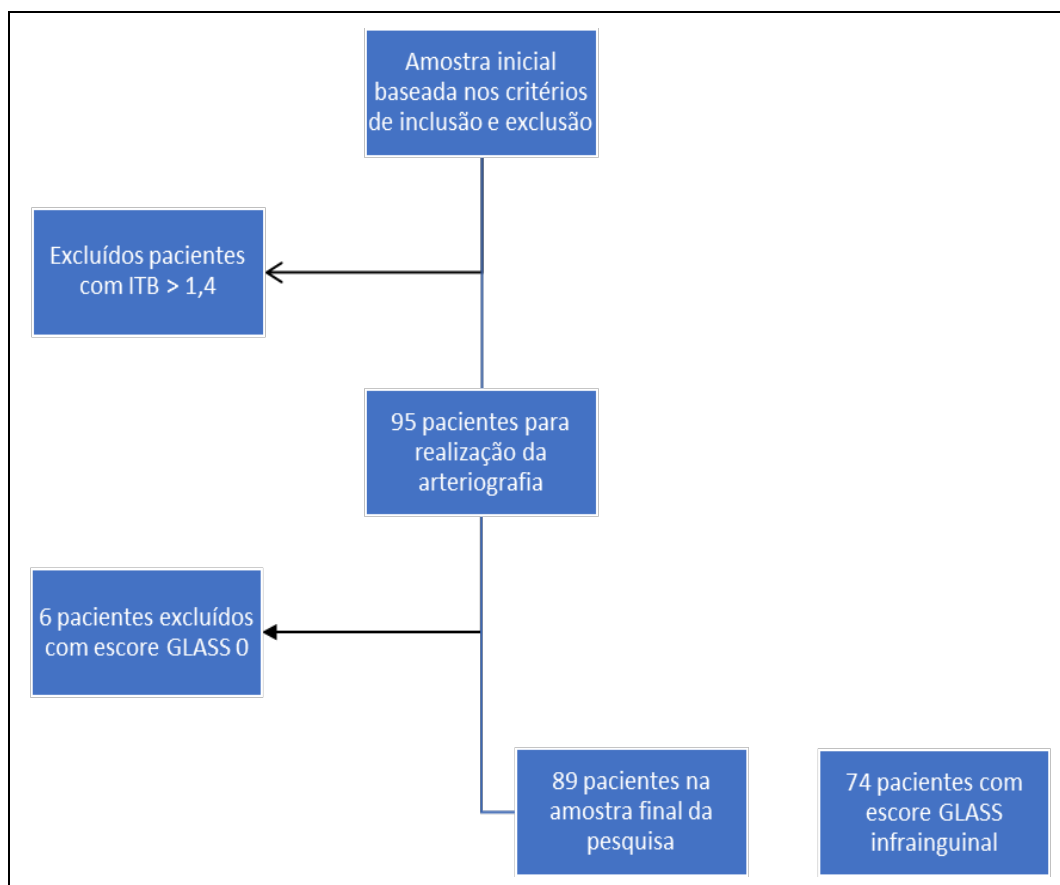 Amostra inicial
baseada nos critérios
de inclusão e exclusão
Excluídos pacientes
com ITB > 1,4
95 pacientes para
realização da
arteriografia
6 pacientes excluídos
com escore GLASS 0
89 pacientes na
amostra final da
pesquisa
74 pacientes com
escore GLASS
infrainguinal